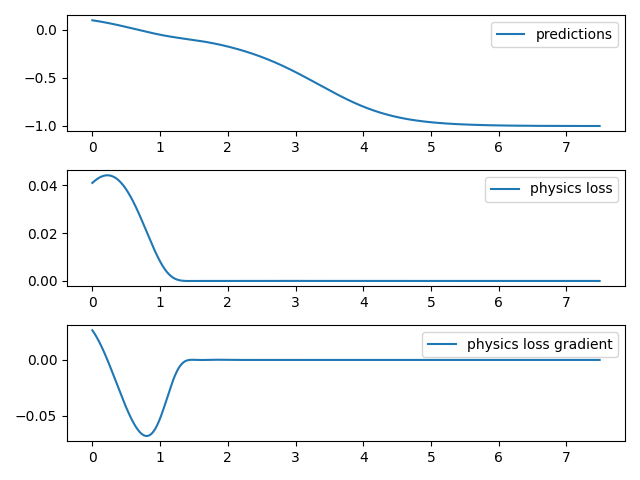 predictions
0.0
−0.5
−1.0
0 1 2 3 4 5 6 7
physics loss
0.04
0.02
0.00
0 1 2 3 4 5 6 7
physics loss gradient
0.00
−0.05
0 1 2 3 4 5 6 7